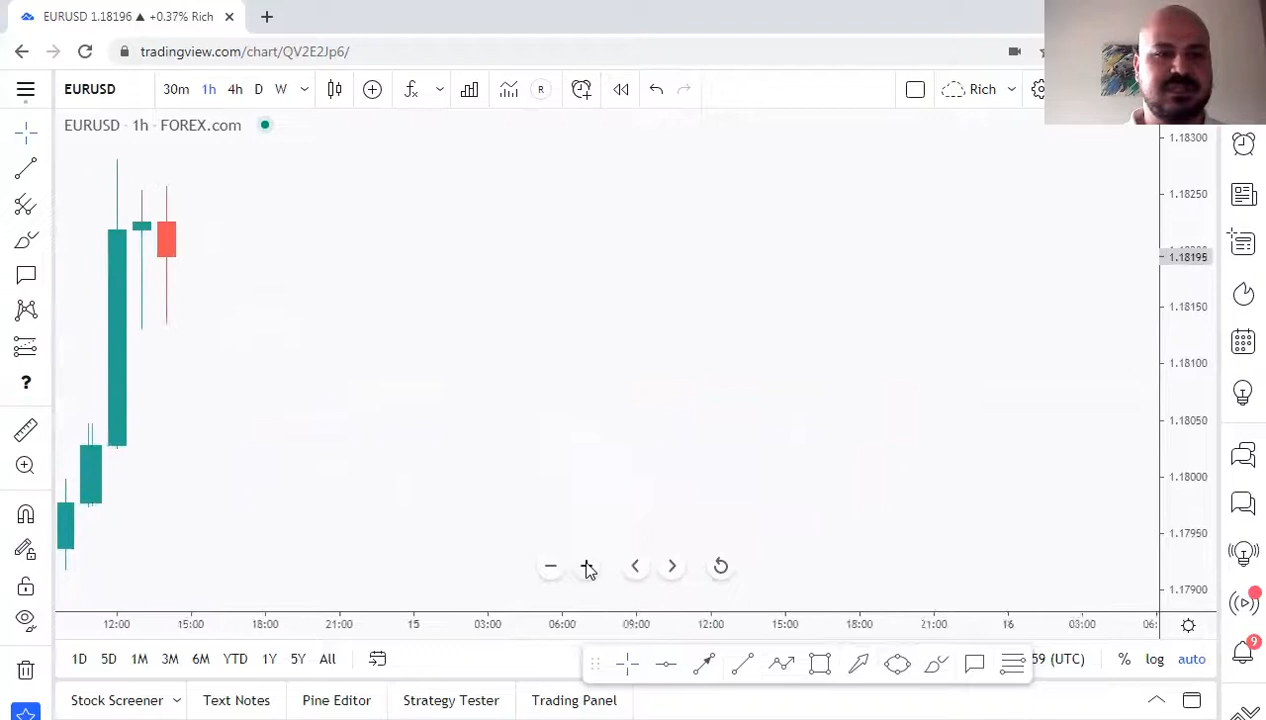 EURUSD 1.18196 ▲ +0.37% Rich
tradingview.com/chart/QV2E2Jp6/
EURUSD 30m 1h 4h D W R Rich
EURUSD · 1h · FOREX.com
1.18300
1.18250
1.18195
1.18150
1.18100
1.18050
1.18000
1.17950
1.17900
12:00 15:00 18:00 21:00 15 03:00 06:00 09:00 12:00 15:00 18:00 21:00 16 03:00 06:
1D 5D 1M 3M 6M YTD 1Y 5Y All 59 (UTC) % log auto
9
Stock Screener Text Notes Pine Editor Strategy Tester Trading Panel